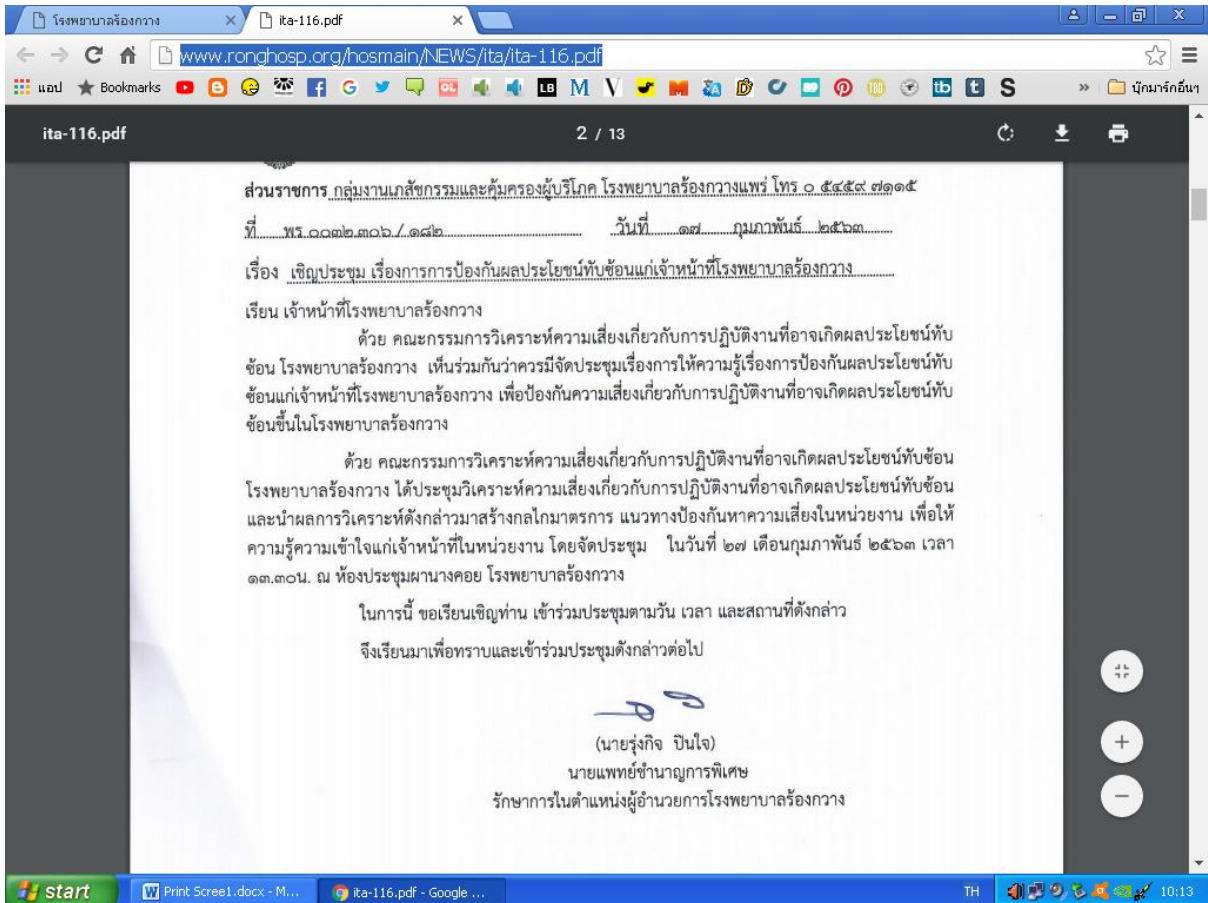 โรงพยาบาลร้องกวาง
ita-116.pdf
www.ronghosp.org/hosmain/NEWS/ita/ita-116.pdf
แอป Bookmarks บุ๊กมาร์กอื่นๆ
ita-116.pdf 2 / 13
ส่วนราชการ กลุ่มงานเภสัชกรรมและคุ้มครองผู้บริโภค โรงพยาบาลร้องกวางแพร่ โทร ๐ ๕๔๕๙ ๗๑๑๕
ที่ พร ๐๐๓๒.๓๐๖ / ๑๘๒ วันที่ ๑๗ กุมภาพันธ์ ๒๕๖๓
เรื่อง เชิญประชุม เรื่องการการป้องกันผลประโยชน์ทับซ้อนแก่เจ้าหน้าที่โรงพยาบาลร้องกวาง
เรียน เจ้าหน้าที่โรงพยาบาลร้องกวาง
ด้วย คณะกรรมการวิเคราะห์ความเสี่ยงเกี่ยวกับการปฏิบัติงานที่อาจเกิดผลประโยชน์ทับ
ซ้อน โรงพยาบาลร้องกวาง เห็นร่วมกันว่าควรมีจัดประชุมเรื่องการให้ความรู้เรื่องการป้องกันผลประโยชน์ทับ
ซ้อนแก่เจ้าหน้าที่โรงพยาบาลร้องกวาง เพื่อป้องกันความเสี่ยงเกี่ยวกับการปฏิบัติงานที่อาจเกิดผลประโยชน์ทับ
ซ้อนขึ้นในโรงพยาบาลร้องกวาง
ด้วย คณะกรรมการวิเคราะห์ความเสี่ยงเกี่ยวกับการปฏิบัติงานที่อาจเกิดผลประโยชน์ทับซ้อน
โรงพยาบาลร้องกวาง ได้ประชุมวิเคราะห์ความเสี่ยงเกี่ยวกับการปฏิบัติงานที่อาจเกิดผลประโยชน์ทับซ้อน
และนำผลการวิเคราะห์ดังกล่าวมาสร้างกลไกมาตรการ แนวทางป้องกันหาความเสี่ยงในหน่วยงาน เพื่อให้
ความรู้ความเข้าใจแก่เจ้าหน้าที่ในหน่วยงาน โดยจัดประชุม ในวันที่ ๒๗ เดือนกุมภาพันธ์ ๒๕๖๓ เวลา
๑๓.๓๐น. ณ ห้องประชุมผานางคอย โรงพยาบาลร้องกวาง
ในการนี้ ขอเรียนเชิญท่าน เข้าร่วมประชุมตามวัน เวลา และสถานที่ดังกล่าว
จึงเรียนมาเพื่อทราบและเข้าร่วมประชุมดังกล่าวต่อไป
(นายรุ่งกิจ ปินใจ)
นายแพทย์ชำนาญการพิเศษ
รักษาการในตำแหน่งผู้อำนวยการโรงพยาบาลร้องกวาง
start Print Scree1.docx - M... ita-116.pdf - Google ... TH 10:13